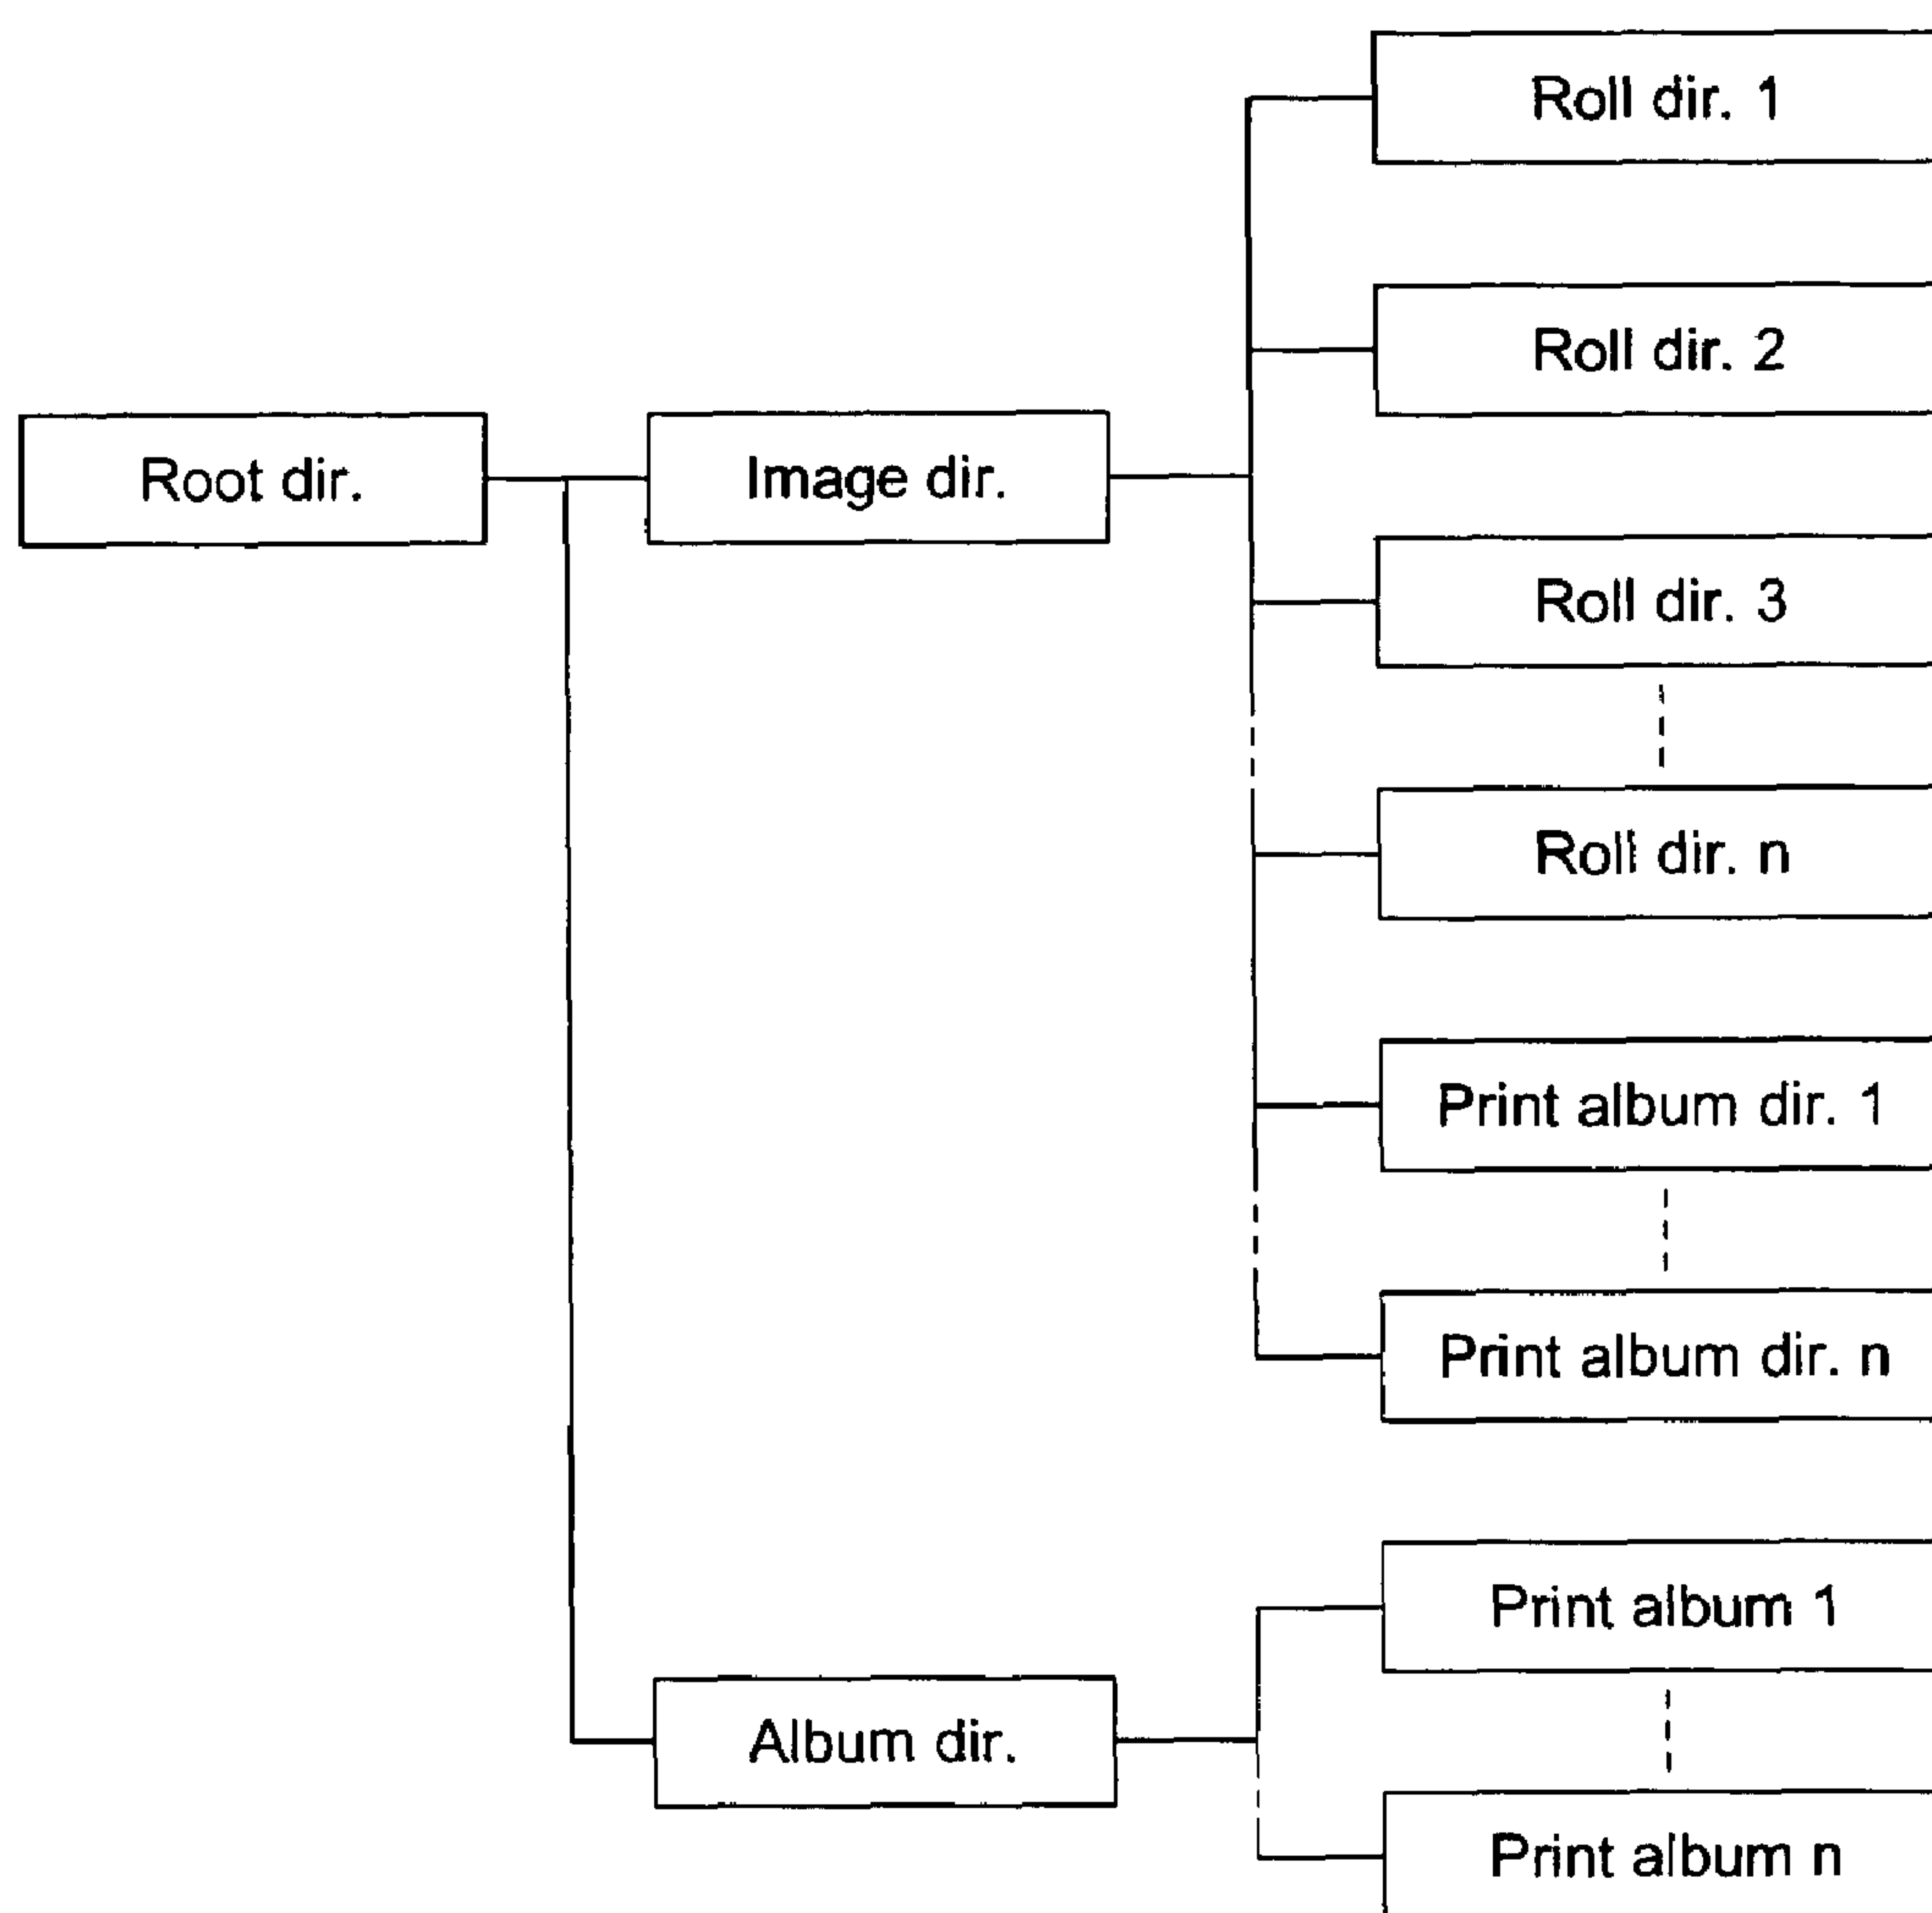 Roll dir. 1
Roll dir. 2
Root dir.
Image dir.
Roll dir. 3
Roll dir. n
Print album dir. 1
Print album dir. n
Print album 1
Album dir.
Print album n